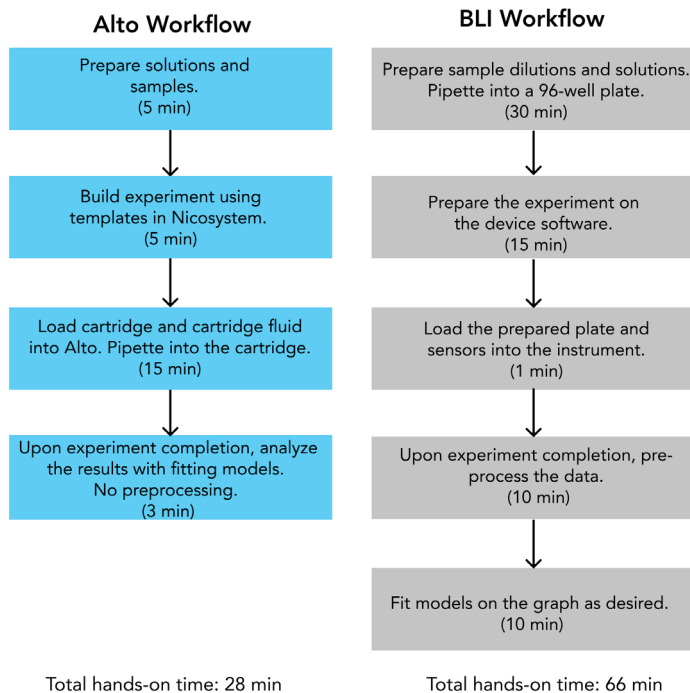 Alto Workflow
Prepare solutions and
samples.
(5 min)
Build experiment using
templates in Nicosystem.
(5 min)
Load cartridge and cartridge fluid
into Alto. Pipette into the cartridge.
(15 min)
Upon experiment completion, analyze
the results with fitting models.
No preprocessing.
(3 min)
Total hands-on time: 28 min
BLI Workflow
Prepare sample dilutions and solutions.
Pipette into a 96-well plate.
(30 min)
Prepare the experiment on
the device software.
(15 min)
Load the prepared plate and
sensors into the instrument.
(1 min)
Upon experiment completion, pre-
process the data.
(10 min)
Fit models on the graph as desired.
(10 min)
Total hands-on time: 66 min